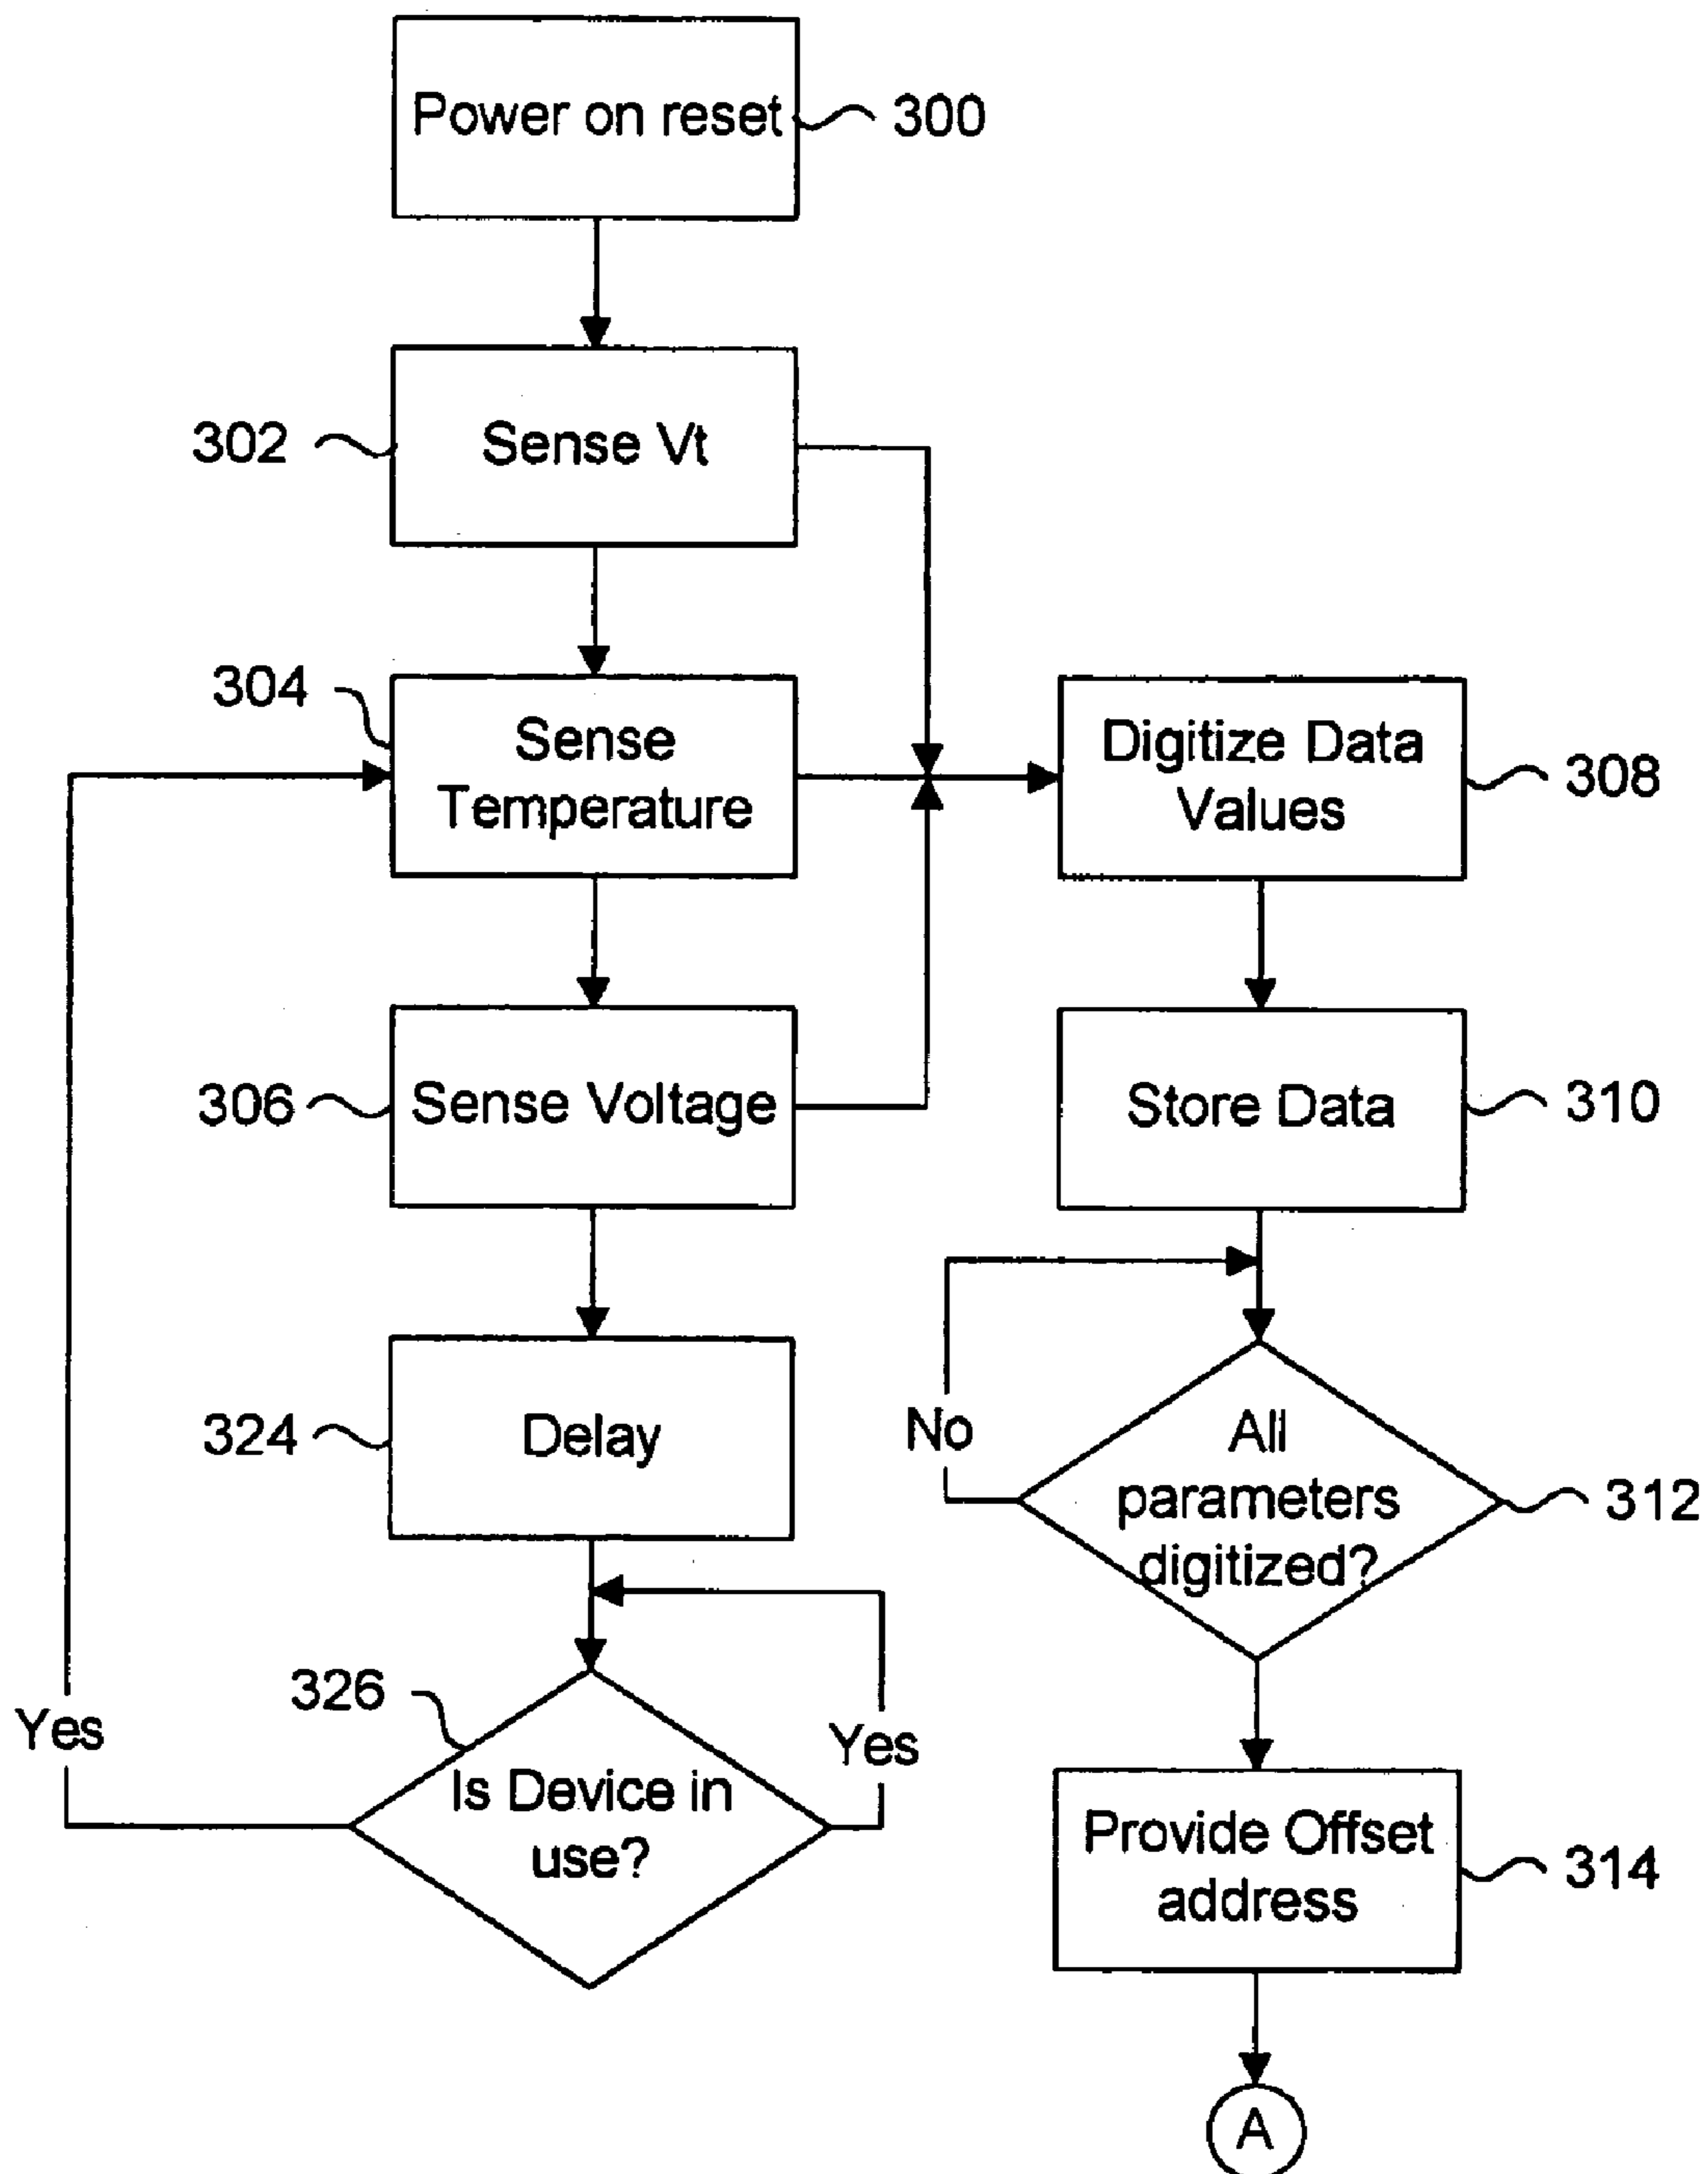 Power on reset
300
302
Sense Vt
304
Sense
Temperature
Digitize Data
Values
308
306
Sense Voltage
Store Data
310
324
Delay
No
All
parameters
digitized?
312
326
Yes
Yes
Is Device in
use?
Provide Offset
address
314
A